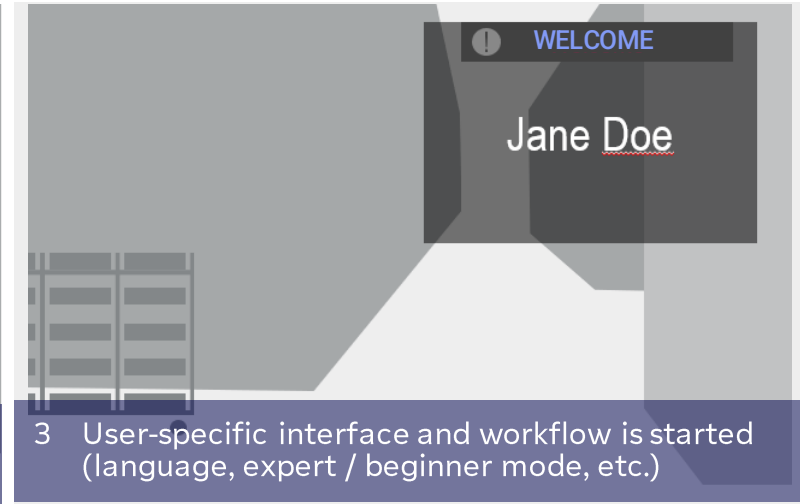 WELCOME
Jane Doe
3 User-specific interface and workflow is started
(language, expert / beginner mode, etc.)